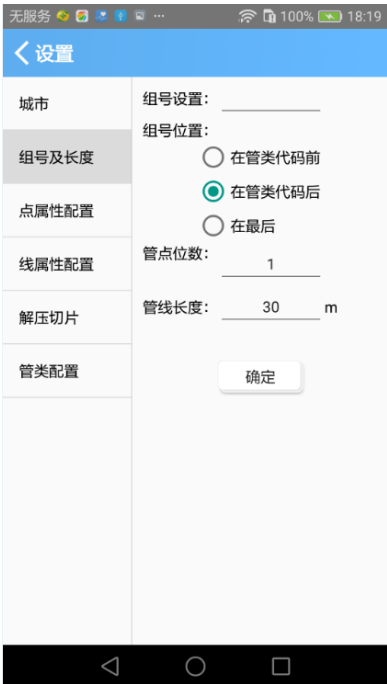 无服务 ... 100% 18:19
设置
城市
组号及长度
点属性配置
线属性配置
解压切片
管类配置
组号设置：
组号位置：
在管类代码前
在管类代码后
在最后
管点位数：
1
管线长度： 30 m
确定